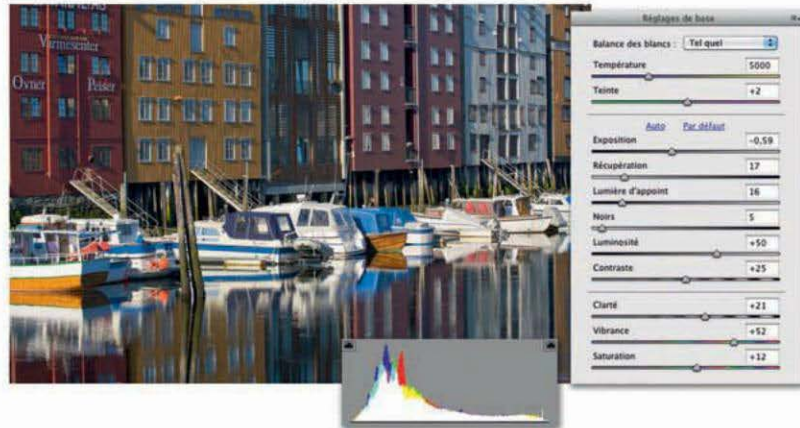 Varmesenter
Ovner Peiser
Réglages de base
Balance des blancs : Tel quel
Température 5000
Teinte +2
Auto Par défaut
Exposition -0,59
Récupération 17
Lumière d'appoint 16
Noirs 5
Luminosité +50
Contraste +25
Clarté +21
Vibrance +52
Saturation +12